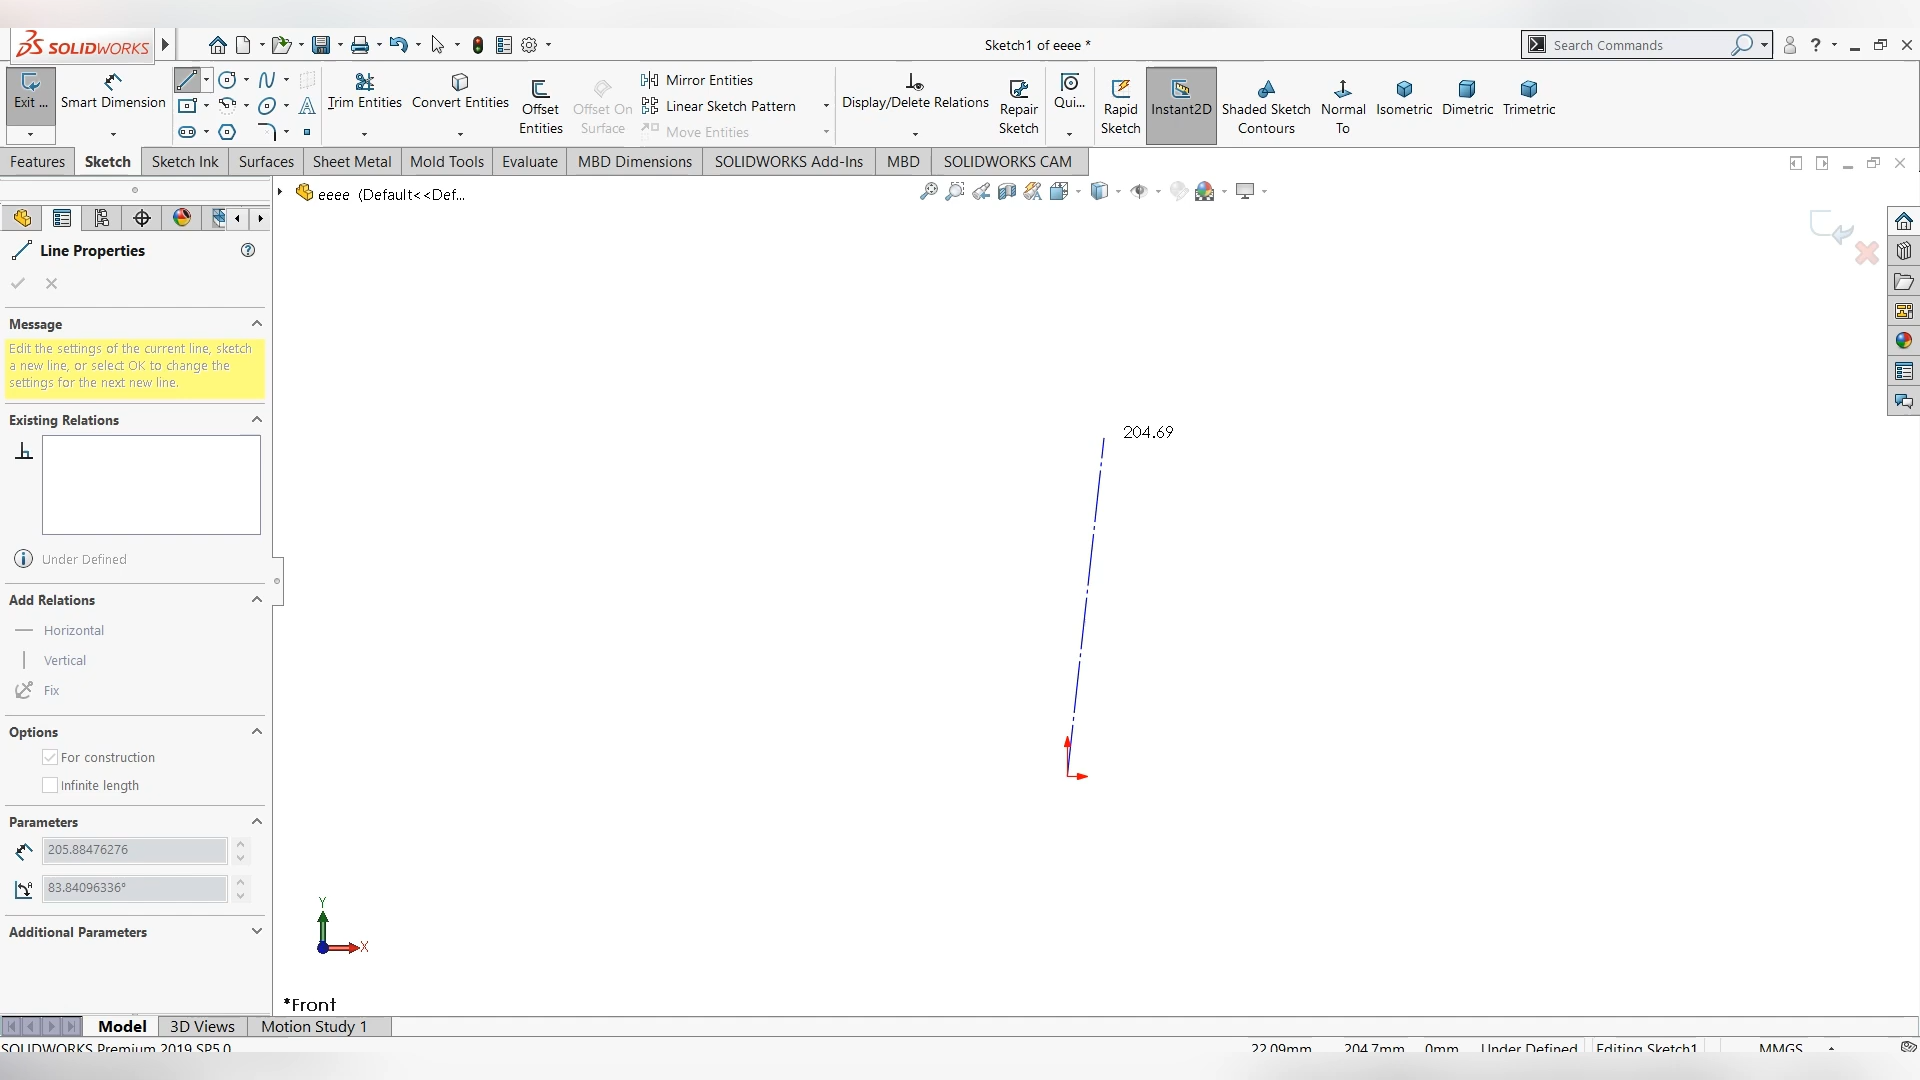 SOLIDWORKS
Sketch1 of eeee *
Search Commands
?
Exit ...
Smart Dimension
Trim Entities
Convert Entities
Offset Entities
Offset On Surface
Mirror Entities
Linear Sketch Pattern
Move Entities
Display/Delete Relations
Repair Sketch
Qui...
Rapid Sketch
Instant2D
Shaded Sketch Contours
Normal To
Isometric
Dimetric
Trimetric
Features
Sketch
Sketch Ink
Surfaces
Sheet Metal
Mold Tools
Evaluate
MBD Dimensions
SOLIDWORKS Add-Ins
MBD
SOLIDWORKS CAM
eeee (Default<<Def...
Line Properties
Message
Edit the settings of the current line, sketch
a new line, or select OK to change the
settings for the next new line.
Existing Relations
Under Defined
Add Relations
Horizontal
Vertical
Fix
Options
For construction
Infinite length
Parameters
205.88476276
83.84096336°
Additional Parameters
204.69
Y
X
*Front
Model
3D Views
Motion Study 1
SOLIDWORKS Premium 2019 SP5.0
22.09mm
204.7mm
0mm
Under Defined
Editing Sketch1
MMGS